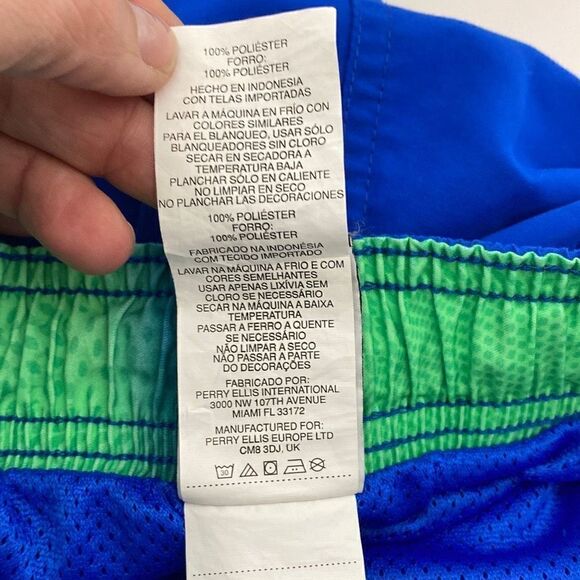 100% POLIÉSTER
FORRO:
100% POLIÉSTER
HECHO EN INDONESIA
CON TELAS IMPORTADAS
LAVAR A MÁQUINA EN FRÍO CON
COLORES SIMILARES
PARA EL BLANQUEO, USAR SÓLO
BLANQUEADORES SIN CLORO
SECAR EN SECADORA A
TEMPERATURA BAJA
PLANCHAR SÓLO EN CALIENTE
NO LIMPIAR EN SECO
NO PLANCHAR LAS DECORACIONES
100% POLIÉSTER
FORRO:
100% POLIÉSTER
FABRICADO NA INDONÉSIA
COM TECIDO IMPORTADO
LAVAR NA MÁQUINA A FRIO E COM
CORES SEMELHANTES
USAR APENAS LIXÍVIA SEM
CLORO SE NECESSÁRIO
SECAR NA MÁQUINA A BAIXA
TEMPERATURA
PASSAR A FERRO A QUENTE
SE NECESSÁRIO
NÃO LIMPAR A SECO
NÃO PASSAR A PARTE
DO DECORAÇÕES
FABRICADO POR:
PERRY ELLIS INTERNATIONAL
3000 NW 107TH AVENUE
MIAMI FL 33172
MANUFACTURED FOR:
PERRY ELLIS EUROPE LTD
CM8 3DJ, UK
30